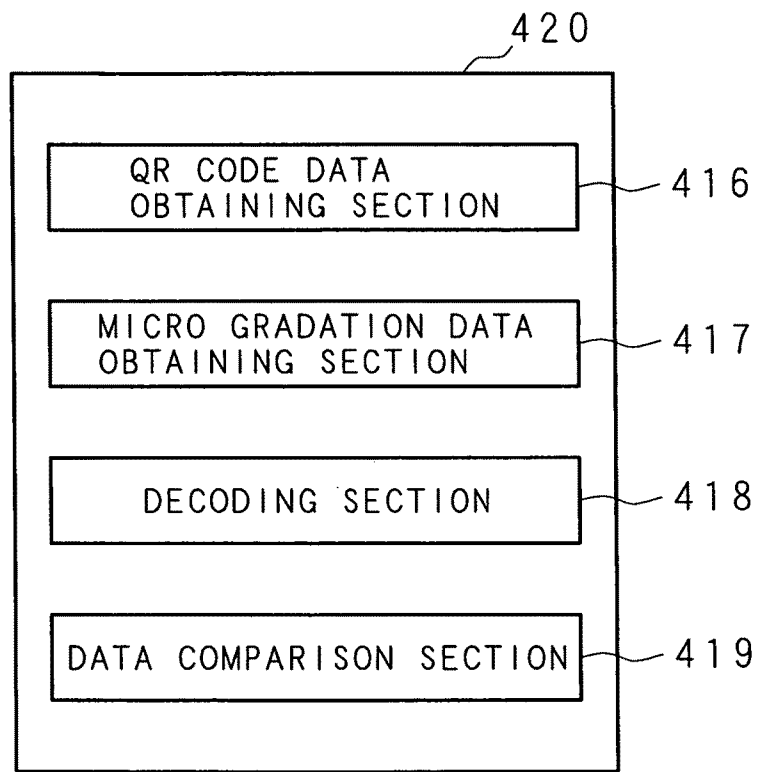 420
QR CODE DATA
OBTAINING SECTION
416
MICRO GRADATION DATA
OBTAINING SECTION
417
DECODING SECTION
418
DATA COMPARISON SECTION
419